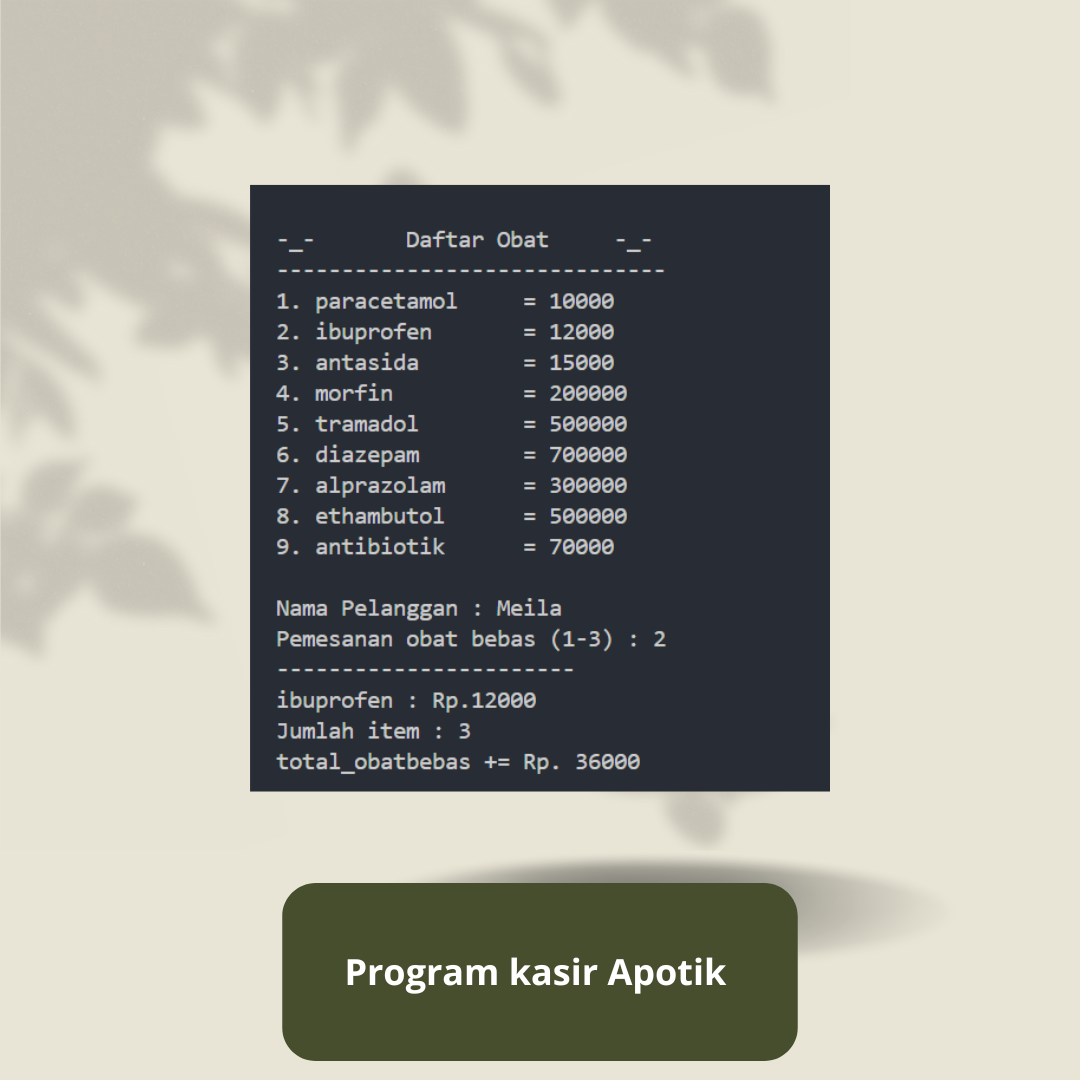 -_-       Daftar Obat     -_-
------------------------------
1. paracetamol     = 10000
2. ibuprofen       = 12000
3. antasida        = 15000
4. morfin          = 200000
5. tramadol        = 500000
6. diazepam        = 700000
7. alprazolam      = 300000
8. ethambutol      = 500000
9. antibiotik      = 70000
Nama Pelanggan : Meila
Pemesanan obat bebas (1-3) : 2
-----------------------
ibuprofen : Rp.12000
Jumlah item : 3
total_obatbebas += Rp. 36000
Program kasir Apotik